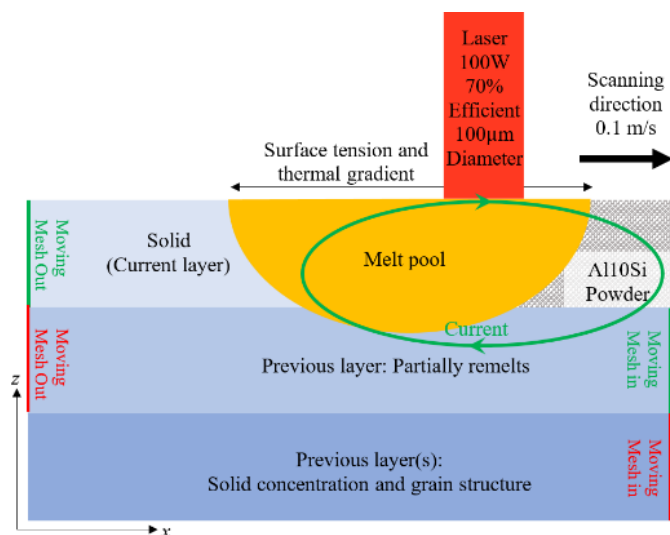 Laser
100W
70%
Efficient
100μm
Diameter
Scanning
direction
0.1 m/s
Surface tension and
thermal gradient
Moving
Mesh Out
Solid
(Current layer)
Melt pool
Al10Si
Powder
Current
Moving
Mesh Out
Previous layer: Partially remelts
Moving
Mesh in
z
Previous layer(s):
Solid concentration and grain structure
Moving
Mesh in
x